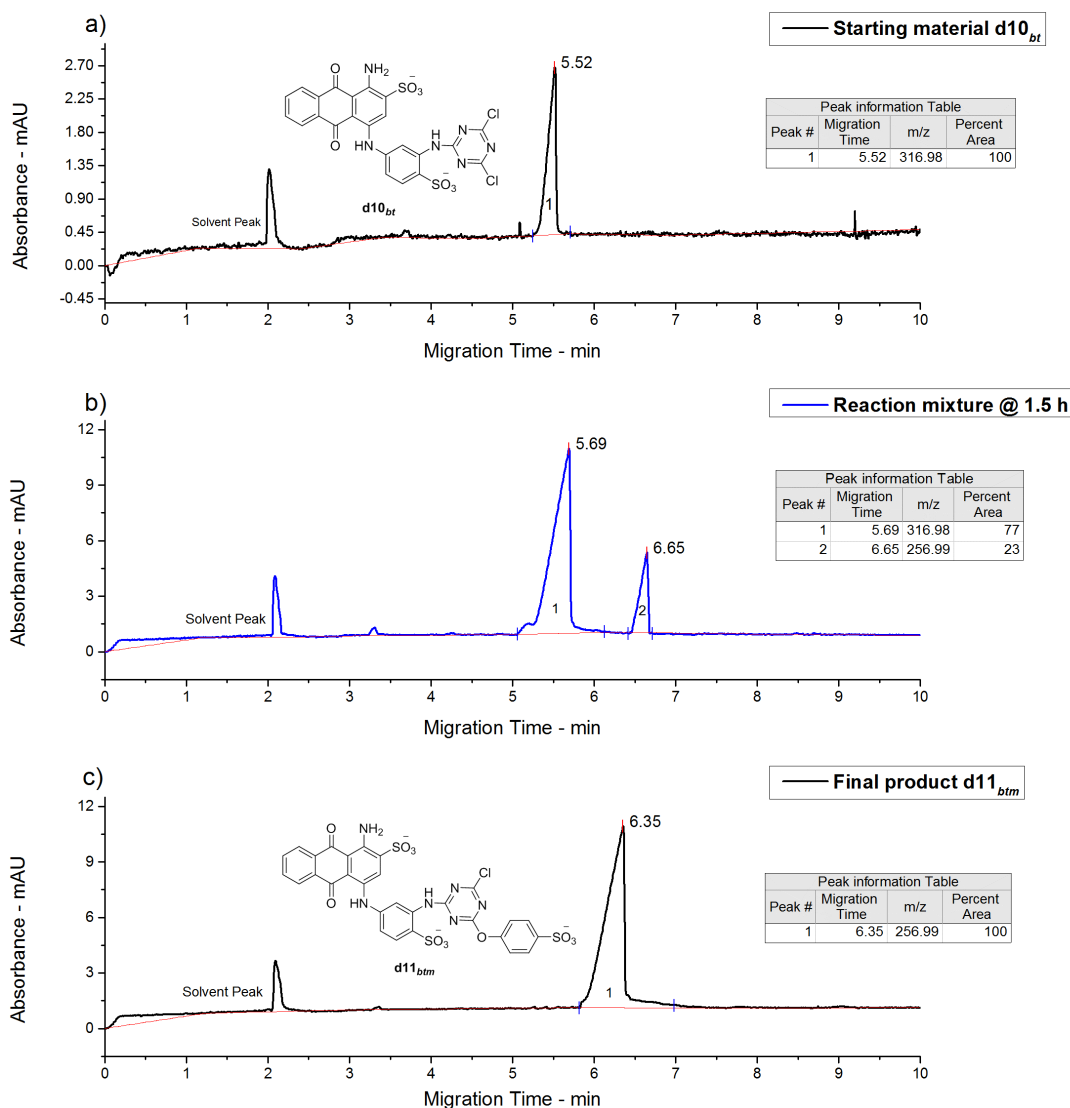 a)
Starting material d10bt
Absorbance - mAU
2.70
2.25
1.80
1.35
0.90
0.45
0.00
-0.45
5.52
O
NH2
SO3
−
O
HN
H
N
N
N
N
Cl
Cl
SO3
−
d10bt
1
Solvent Peak
Peak information Table
Peak # Migration Time m/z Percent Area
1 5.52 316.98 100
0 1 2 3 4 5 6 7 8 9 10
Migration Time - min
b)
Reaction mixture @ 1.5 h
Absorbance - mAU
12
9
6
3
0
5.69
6.65
1
2
Solvent Peak
Peak information Table
Peak # Migration Time m/z Percent Area
1 5.69 316.98 77
2 6.65 256.99 23
0 1 2 3 4 5 6 7 8 9 10
Migration Time - min
c)
Final product d11btm
Absorbance - mAU
12
9
6
3
0
6.35
O
NH2
SO3
−
O
HN
H
N
N
N
N
Cl
O
SO3
−
SO3
−
d11btm
1
Solvent Peak
Peak information Table
Peak # Migration Time m/z Percent Area
1 6.35 256.99 100
0 1 2 3 4 5 6 7 8 9 10
Migration Time - min